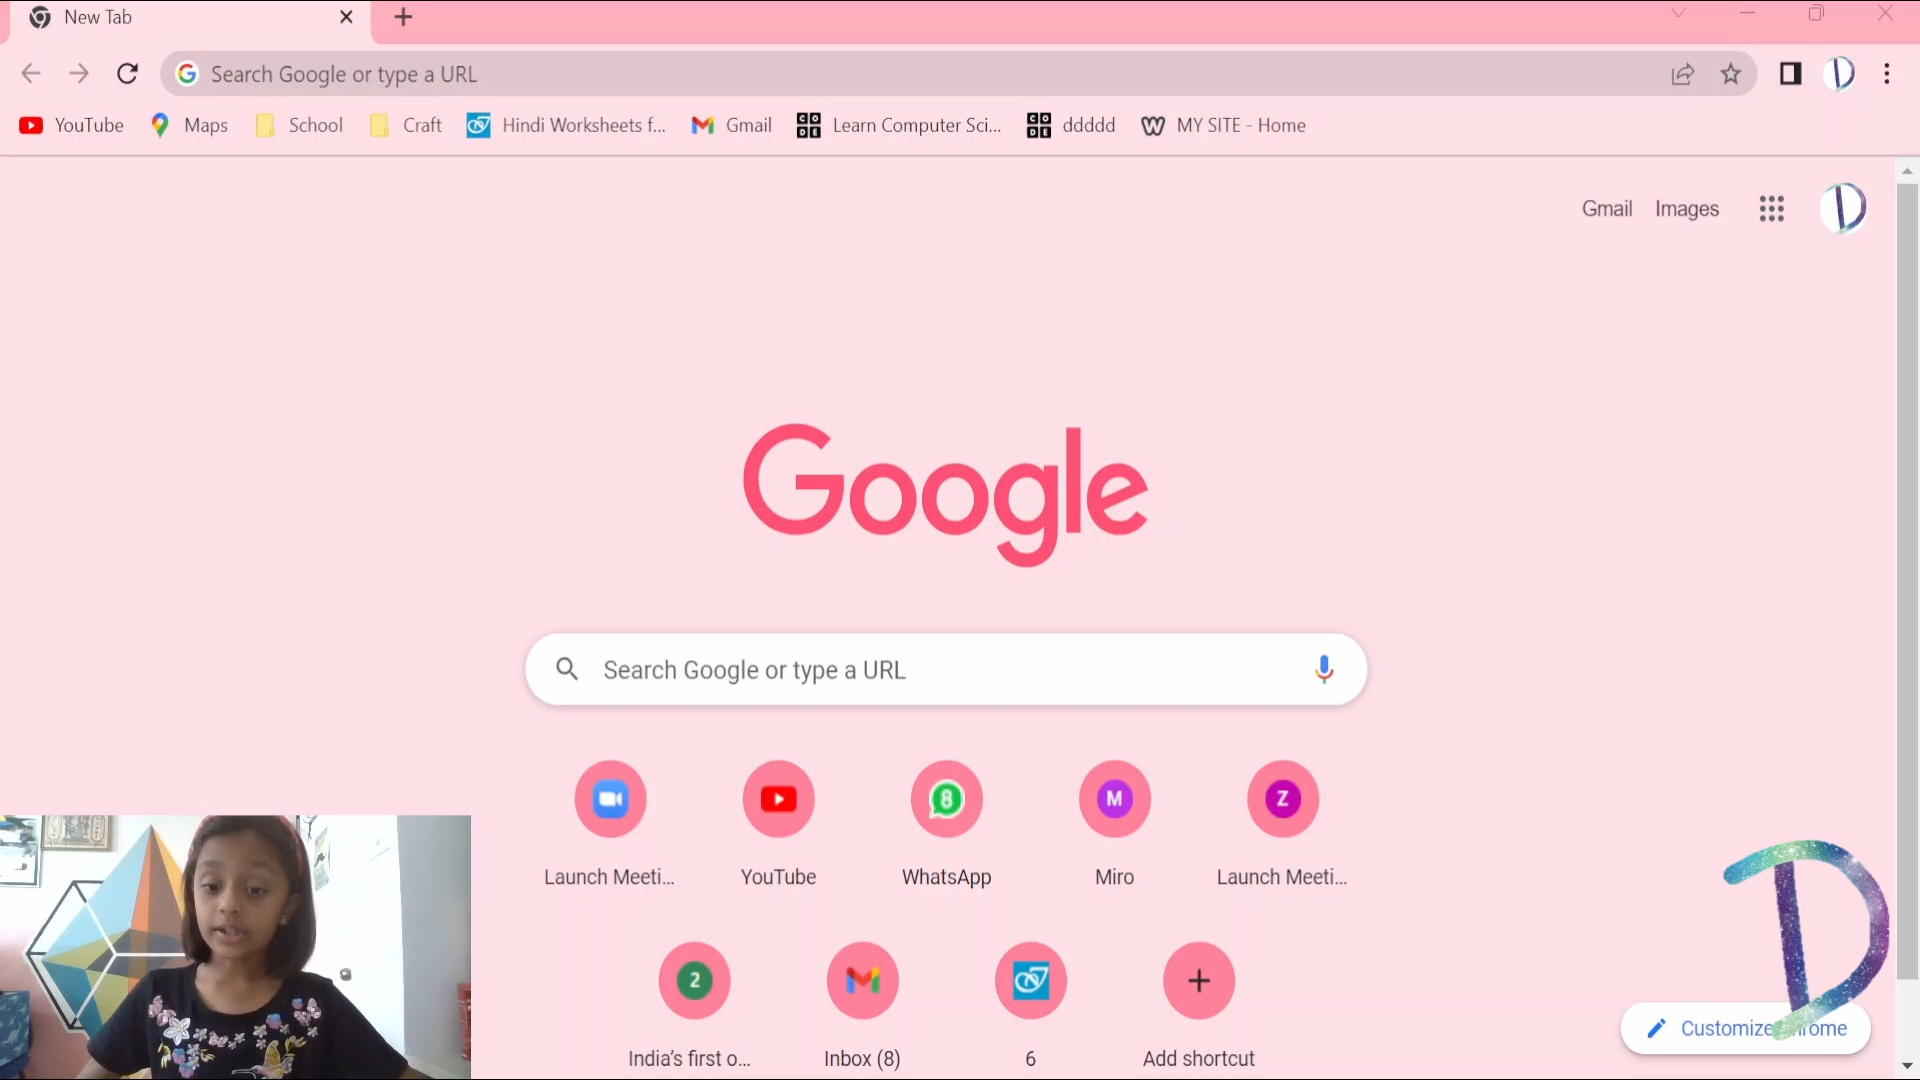 New Tab
Search Google or type a URL
YouTube Maps School Craft Hindi Worksheets f... Gmail Learn Computer Sci... ddddd MY SITE - Home
Gmail Images
Google
Search Google or type a URL
Launch Meeti... YouTube WhatsApp Miro Launch Meeti...
India's first o... Inbox (8) 6 Add shortcut
D